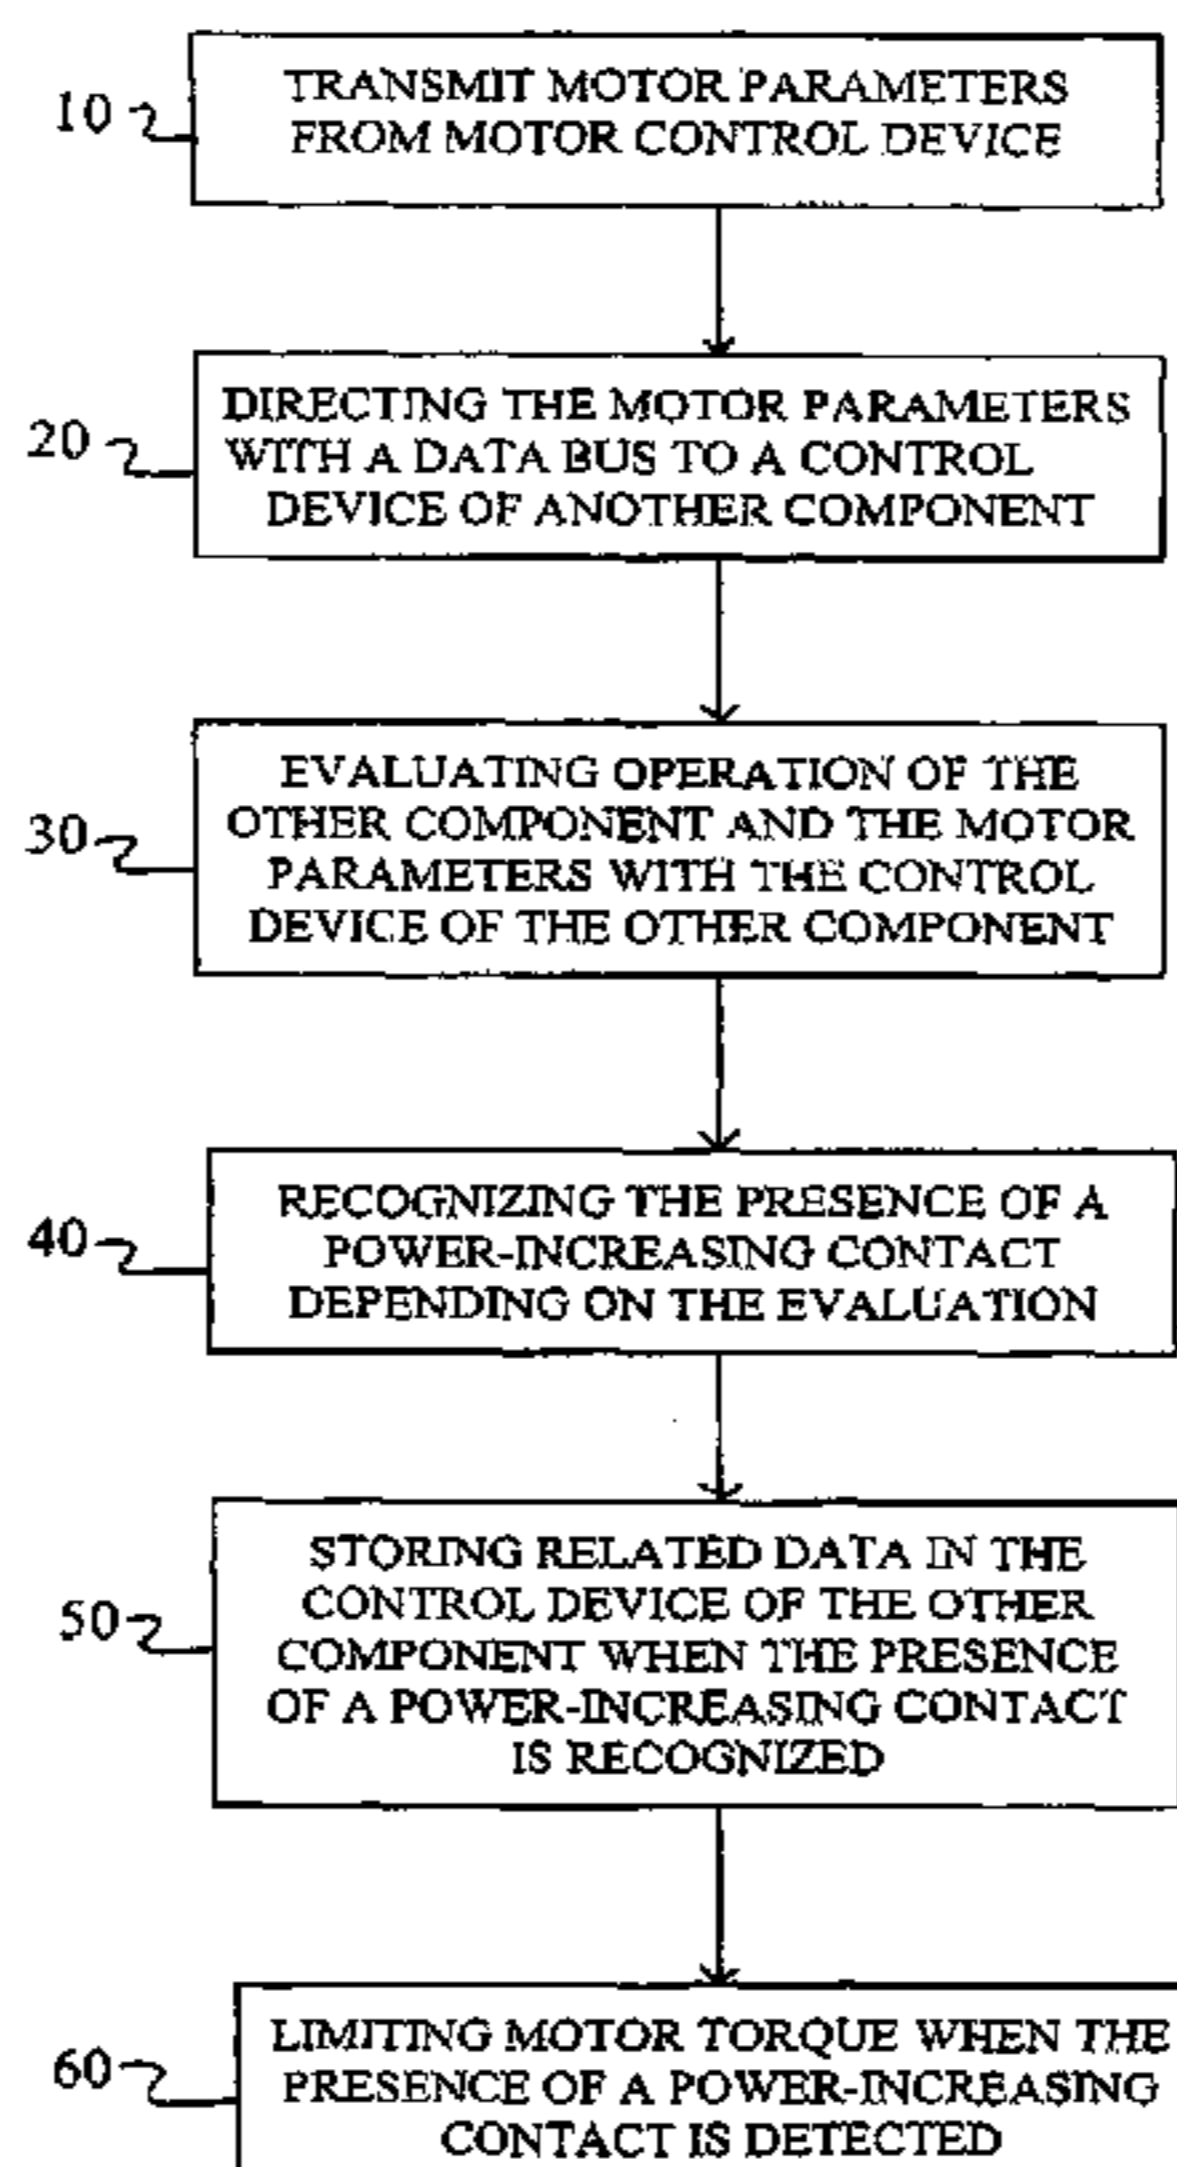 10
TRANSMIT MOTOR PARAMETERS
FROM MOTOR CONTROL DEVICE
20
DIRECTING THE MOTOR PARAMETERS
WITH A DATA BUS TO A CONTROL
DEVICE OF ANOTHER COMPONENT
30
EVALUATING OPERATION OF THE
OTHER COMPONENT AND THE MOTOR
PARAMETERS WITH THE CONTROL
DEVICE OF THE OTHER COMPONENT
40
RECOGNIZING THE PRESENCE OF A
POWER-INCREASING CONTACT
DEPENDING ON THE EVALUATION
50
STORING RELATED DATA IN THE
CONTROL DEVICE OF THE OTHER
COMPONENT WHEN THE PRESENCE
OF A POWER-INCREASING CONTACT
IS RECOGNIZED
60
LIMITING MOTOR TORQUE WHEN THE
PRESENCE OF A POWER-INCREASING
CONTACT IS DETECTED